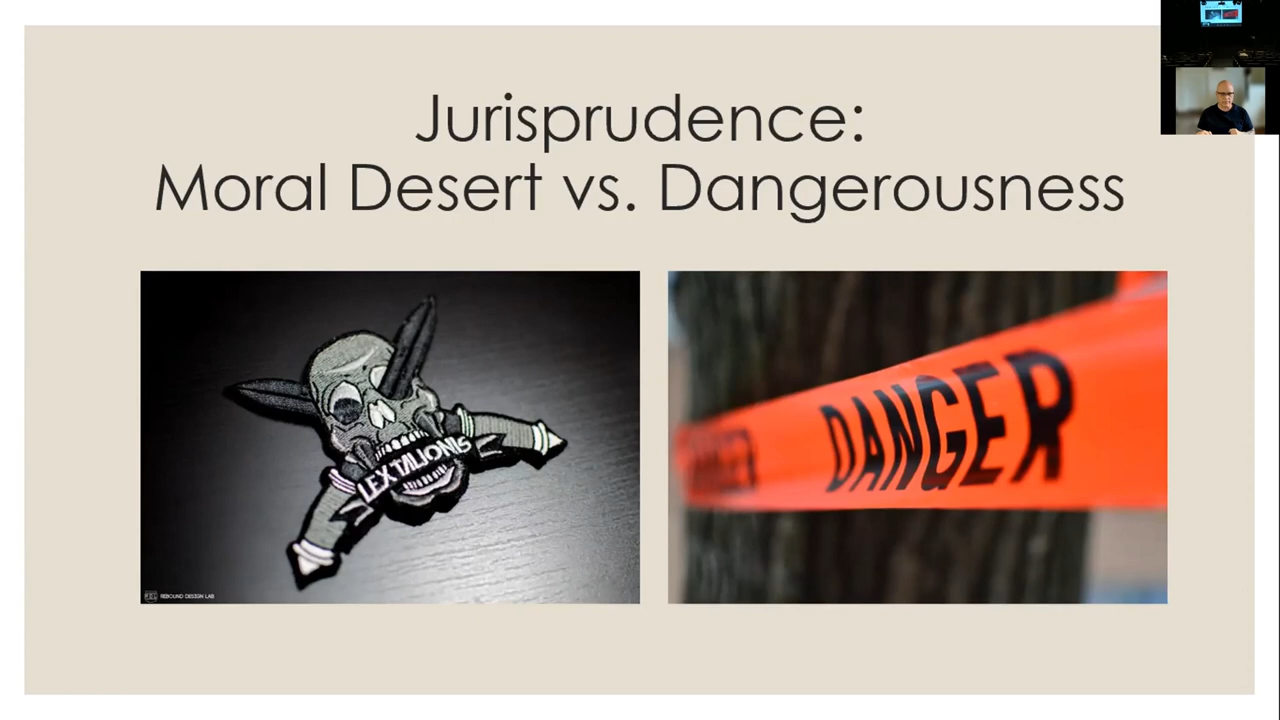 Jurisprudence:
Moral Desert vs. Dangerousness
LEX TALIONIS
DANGER
REBOUND DESIGN LAB